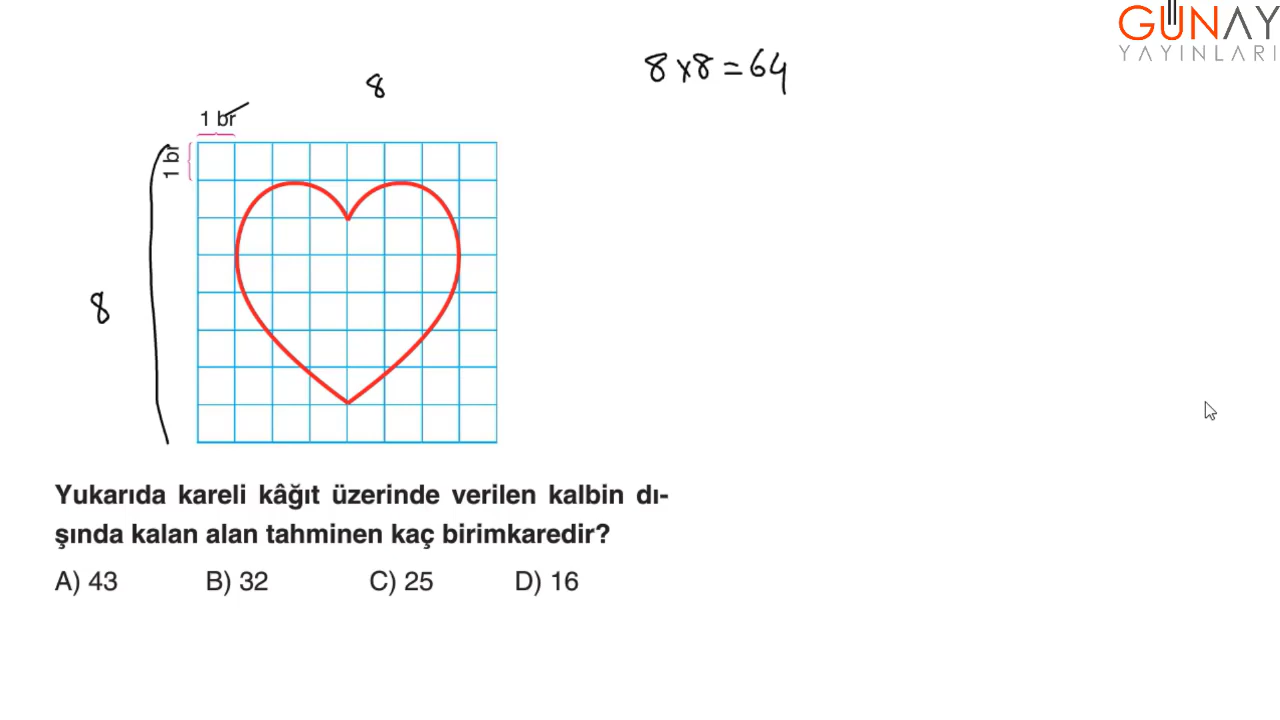 GÜNAY
YAYINLARI
8x8=64
8
1 br
1 br
8
Yukarıda kareli kâğıt üzerinde verilen kalbin dı-
şında kalan alan tahminen kaç birimkaredir?
A) 43 B) 32 C) 25 D) 16